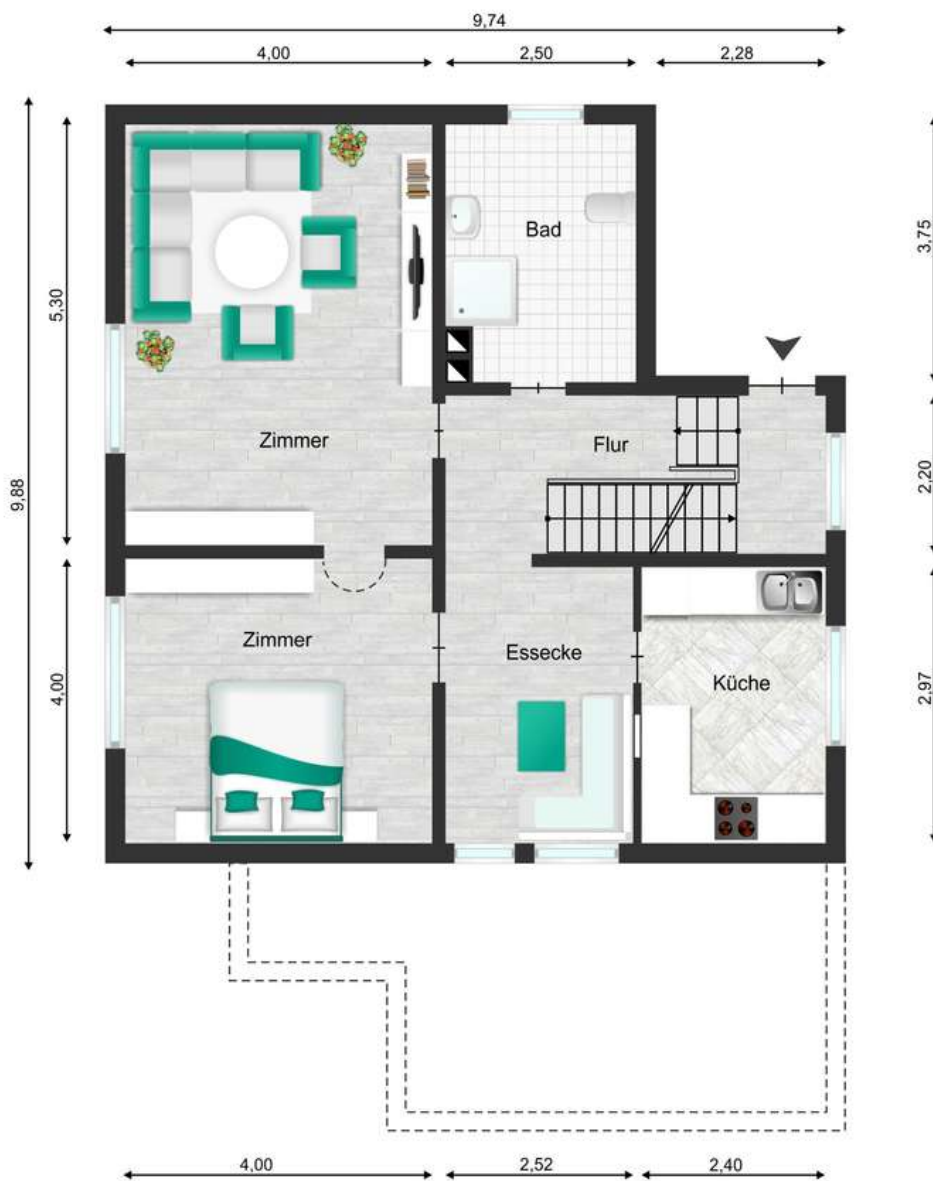 9,74
4,00
2,50
2,28
9,88
5,30
3,75
Bad
Zimmer
Flur
2,20
4,00
Zimmer
Essecke
Küche
2,97
4,00
2,52
2,40